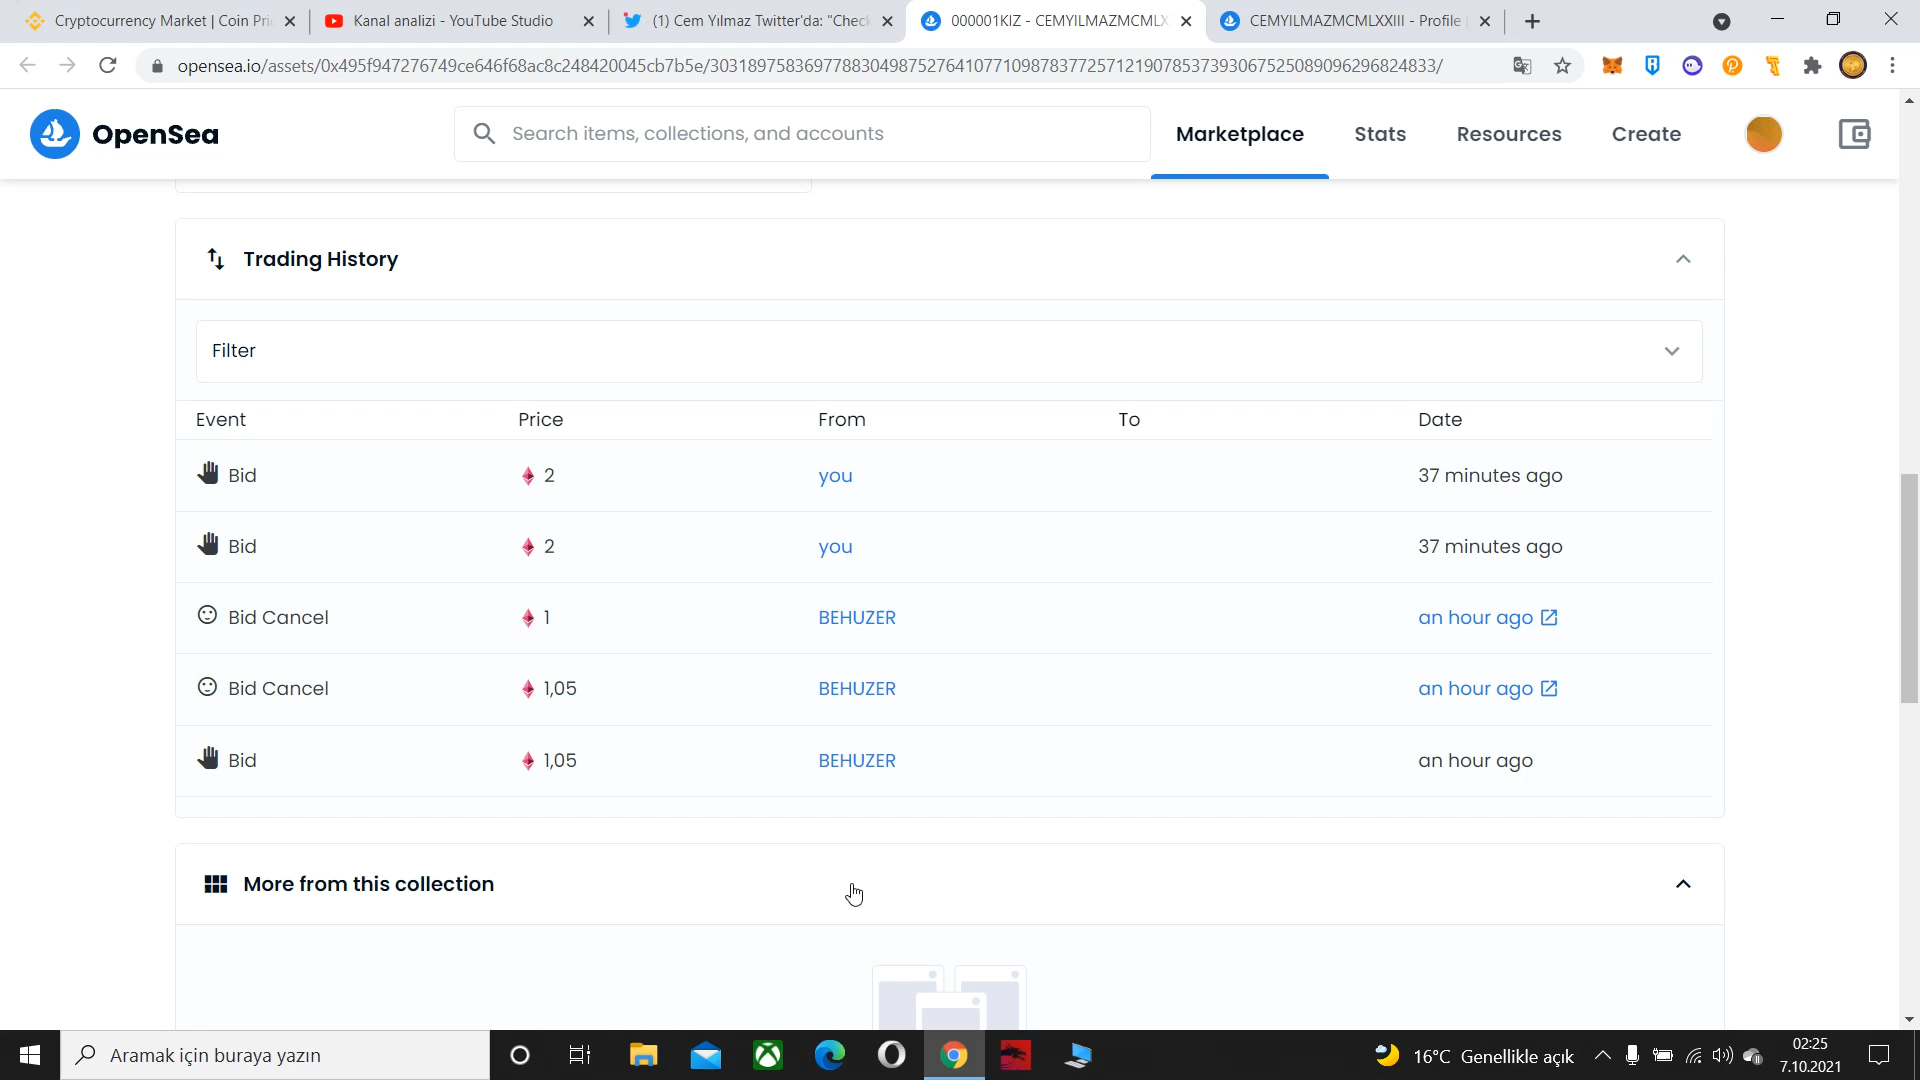 Cryptocurrency Market | Coin Pri
Kanal analizi - YouTube Studio
(1) Cem Yılmaz Twitter'da: "Check
000001KIZ - CEMYILMAZMCMLX
CEMYILMAZMCMLXXIII - Profile |
opensea.io/assets/0x495f947276749ce646f68ac8c248420045cb7b5e/30318975836977883049875276410771098783772571219078537393067525089096296824833/
OpenSea
Search items, collections, and accounts
Marketplace
Stats
Resources
Create
Trading History
Filter
Event Price From To Date
Bid 2 you 37 minutes ago
Bid 2 you 37 minutes ago
Bid Cancel 1 BEHUZER an hour ago
Bid Cancel 1,05 BEHUZER an hour ago
Bid 1,05 BEHUZER an hour ago
More from this collection
Aramak için buraya yazın
16°C Genellikle açık
02:25
7.10.2021